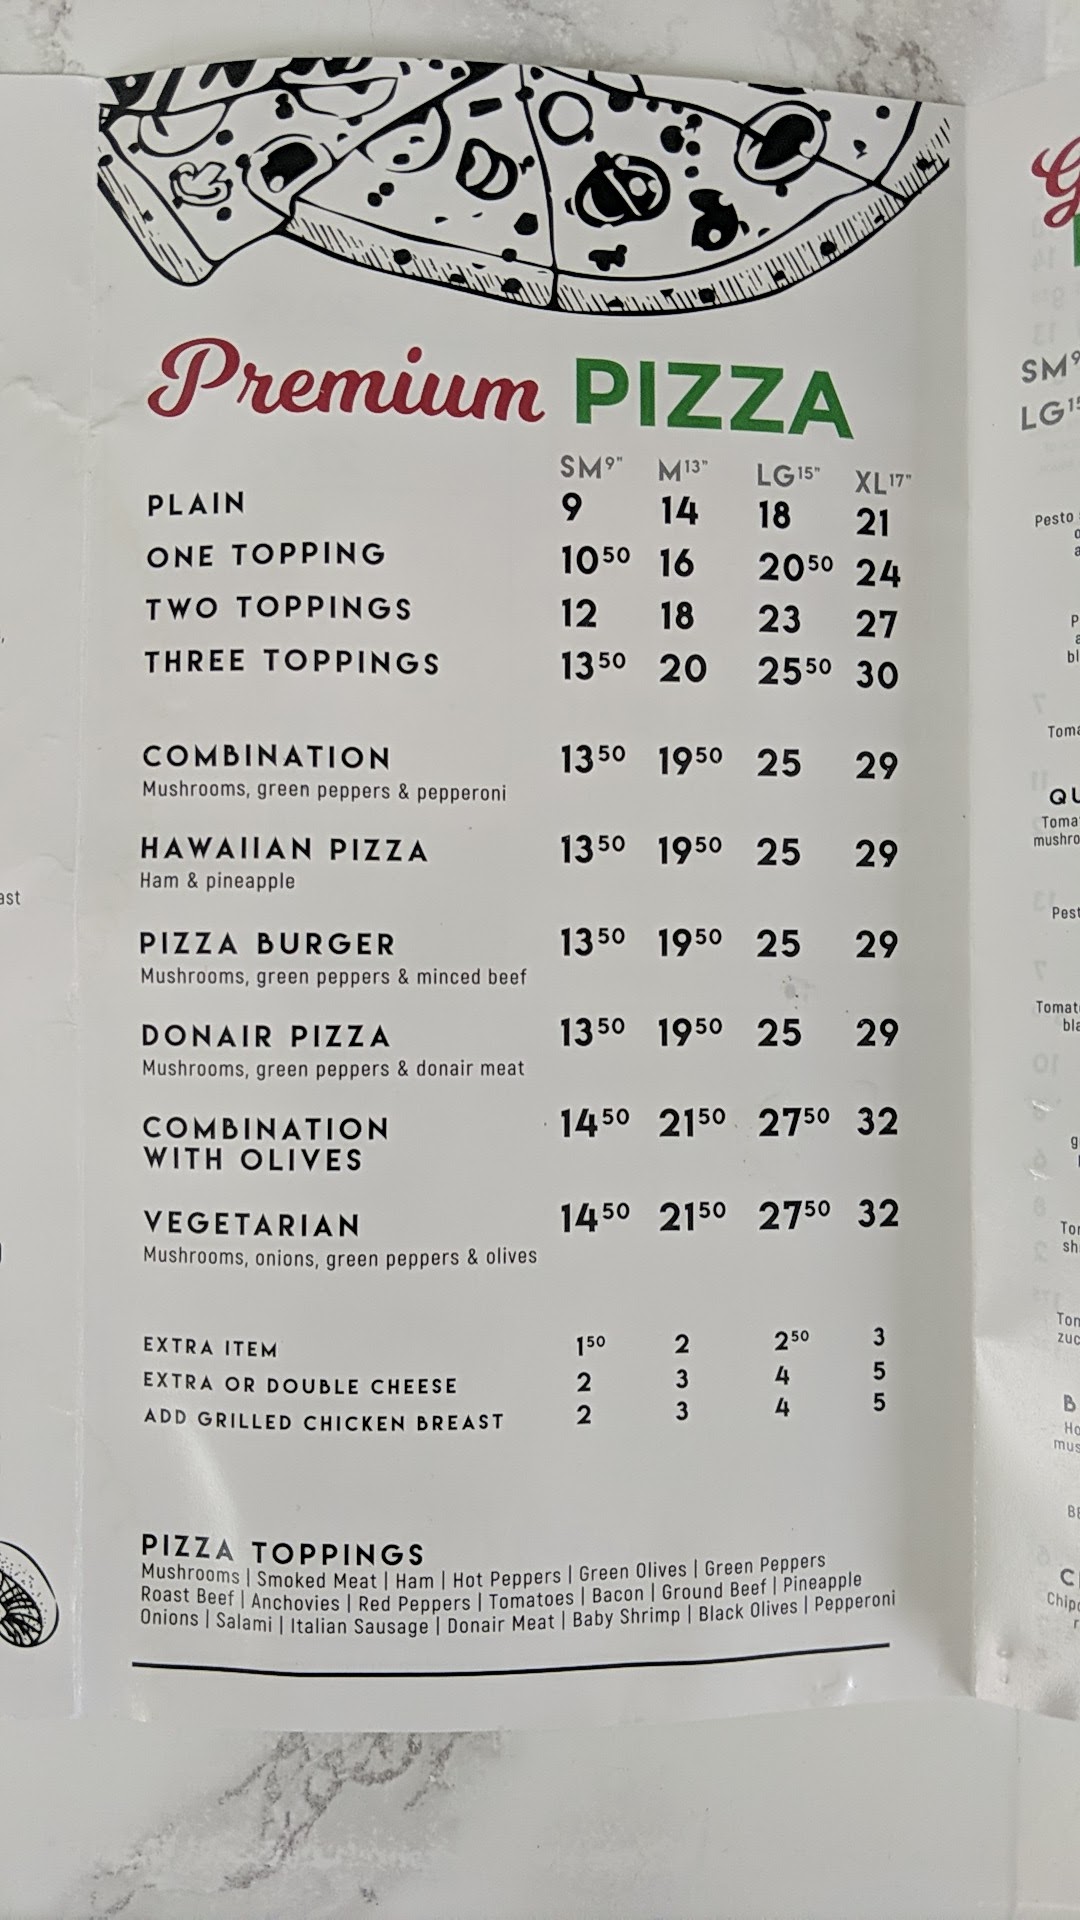 Premium PIZZA
SM 9" M 13" LG 15" XL 17"
PLAIN 9 14 18 21
ONE TOPPING 10 50 16 20 50 24
TWO TOPPINGS 12 18 23 27
THREE TOPPINGS 13 50 20 25 50 30
COMBINATION 13 50 19 50 25 29
Mushrooms, green peppers & pepperoni
HAWAIIAN PIZZA 13 50 19 50 25 29
Ham & pineapple
PIZZA BURGER 13 50 19 50 25 29
Mushrooms, green peppers & minced beef
DONAIR PIZZA 13 50 19 50 25 29
Mushrooms, green peppers & donair meat
COMBINATION 14 50 21 50 27 50 32
WITH OLIVES
VEGETARIAN 14 50 21 50 27 50 32
Mushrooms, onions, green peppers & olives
EXTRA ITEM 1 50 2 2 50 3
EXTRA OR DOUBLE CHEESE 2 3 4 5
ADD GRILLED CHICKEN BREAST 2 3 4 5
PIZZA TOPPINGS
Mushrooms | Smoked Meat | Ham | Hot Peppers | Green Olives | Green Peppers
Roast Beef | Anchovies | Red Peppers | Tomatoes | Bacon | Ground Beef | Pineapple
Onions | Salami | Italian Sausage | Donair Meat | Baby Shrimp | Black Olives | Pepperoni
SM
LG
Pesto